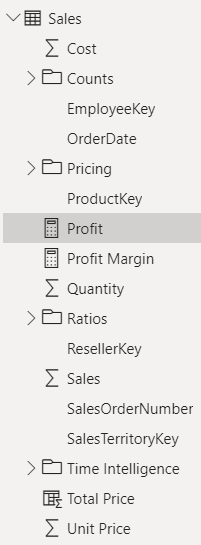 Sales
Cost
Counts
EmployeeKey
OrderDate
Pricing
ProductKey
Profit
Profit Margin
Quantity
Ratios
ResellerKey
Sales
SalesOrderNumber
SalesTerritoryKey
Time Intelligence
Total Price
Unit Price